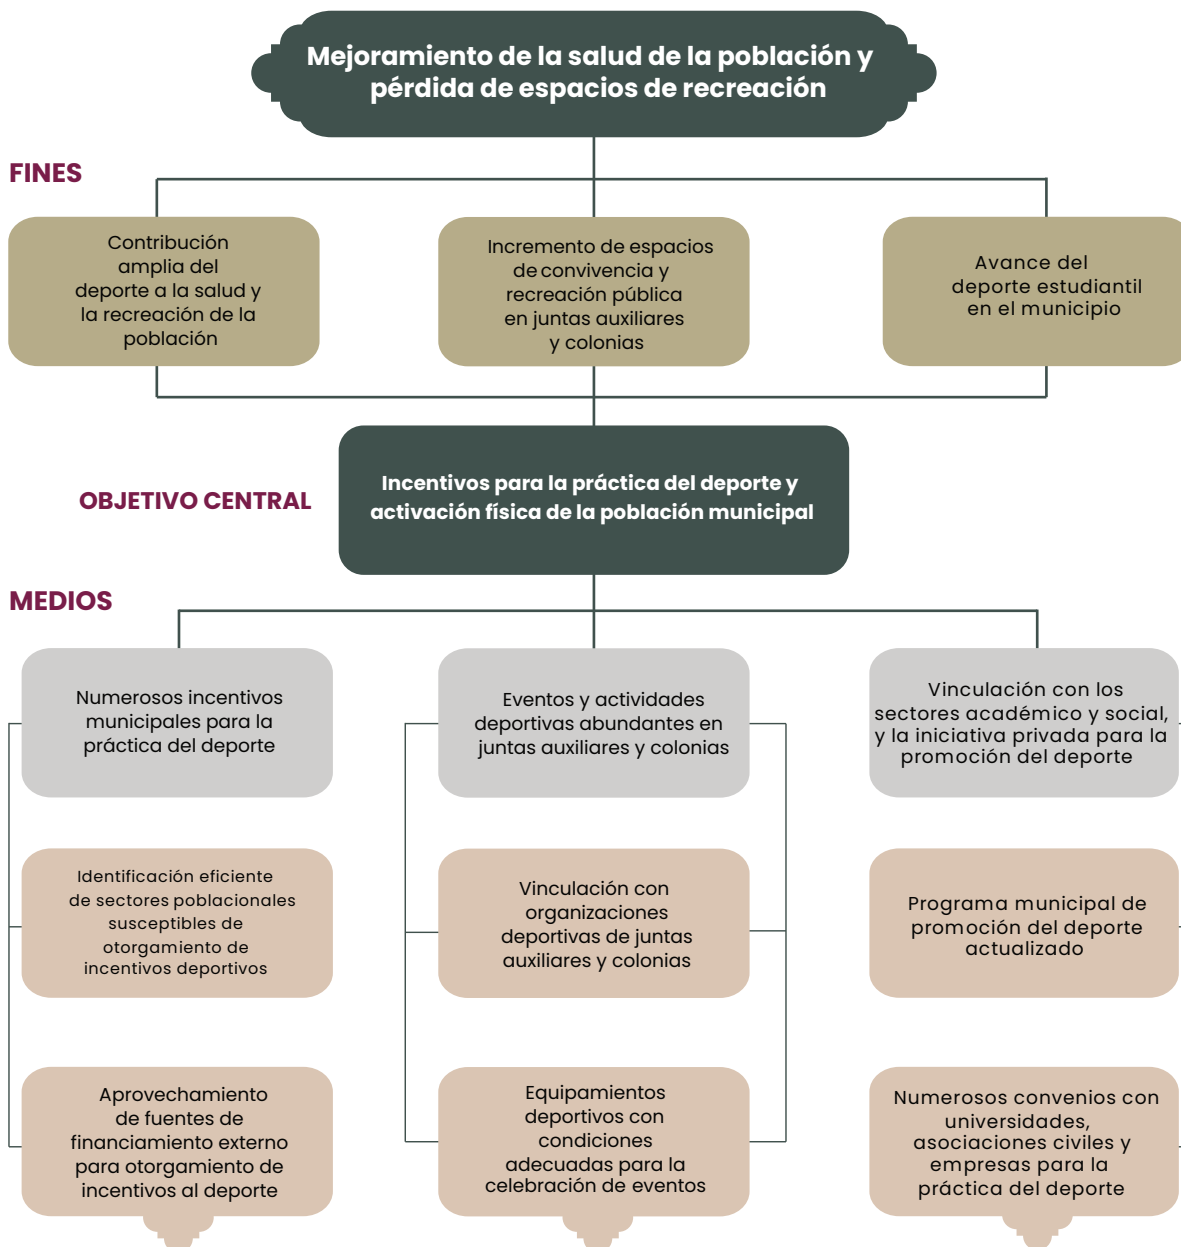 Mejoramiento de la salud de la población y
pérdida de espacios de recreación
FINES
Contribución
amplia del
deporte a la salud y
la recreación de la
población
Incremento de espacios
de convivencia y
recreación pública
en juntas auxiliares
y colonias
Avance del
deporte estudiantil
en el municipio
OBJETIVO CENTRAL
Incentivos para la práctica del deporte y
activación física de la población municipal
MEDIOS
Numerosos incentivos
municipales para la
práctica del deporte
Eventos y actividades
deportivas abundantes en
juntas auxiliares y colonias
Vinculación con los
sectores académico y social,
y la iniciativa privada para la
promoción del deporte
Identificación eficiente
de sectores poblacionales
susceptibles de
otorgamiento de
incentivos deportivos
Vinculación con
organizaciones
deportivas de juntas
auxiliares y colonias
Programa municipal de
promoción del deporte
actualizado
Aprovechamiento
de fuentes de
financiamiento externo
para otorgamiento de
incentivos al deporte
Equipamientos
deportivos con
condiciones
adecuadas para la
celebración de eventos
Numerosos convenios con
universidades,
asociaciones civiles y
empresas para la
práctica del deporte